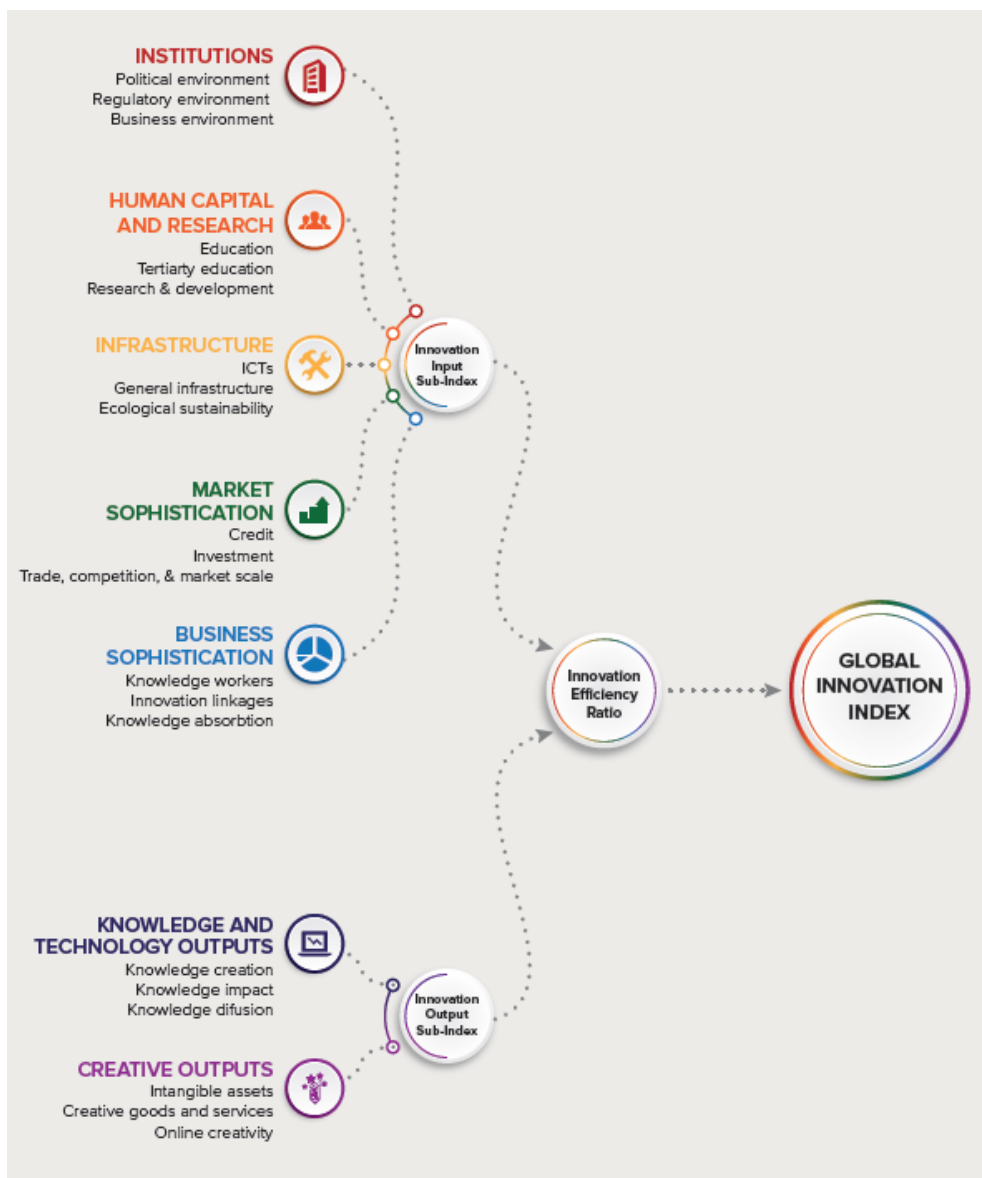 INSTITUTIONS
Political environment
Regulatory environment
Business environment
HUMAN CAPITAL
AND RESEARCH
Education
Tertiarty education
Research & development
INFRASTRUCTURE
ICTs
General infrastructure
Ecological sustainability
Innovation
Input
Sub-Index
MARKET
SOPHISTICATION
Credit
Investment
Trade, competition, & market scale
BUSINESS
SOPHISTICATION
Knowledge workers
Innovation linkages
Knowledge absorbtion
Innovation
Efficiency
Ratio
GLOBAL
INNOVATION
INDEX
KNOWLEDGE AND
TECHNOLOGY OUTPUTS
Knowledge creation
Knowledge impact
Knowledge difusion
Innovation
Output
Sub-Index
CREATIVE OUTPUTS
Intangible assets
Creative goods and services
Online creativity